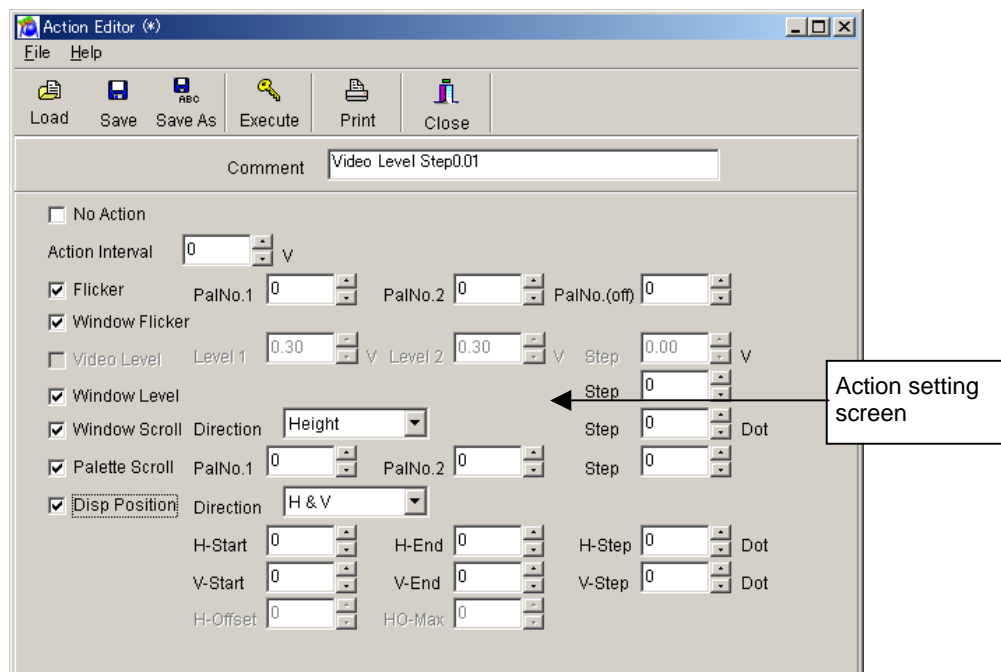 Action Editor (*)
File Help
Load Save Save As Execute Print Close
ABC
Comment Video Level Step0.01
No Action
Action Interval 0 V
Flicker PalNo.1 0 PalNo.2 0 PalNo.(off) 0
Window Flicker
Video Level Level 1 0.30 V Level 2 0.30 V Step 0.00 V
Window Level Step 0
Window Scroll Direction Height Step 0 Dot
Palette Scroll PalNo.1 0 PalNo.2 0 Step 0
Disp Position Direction H & V
H-Start 0 H-End 0 H-Step 0 Dot
V-Start 0 V-End 0 V-Step 0 Dot
H-Offset 0 HO-Max 0
Action setting
screen